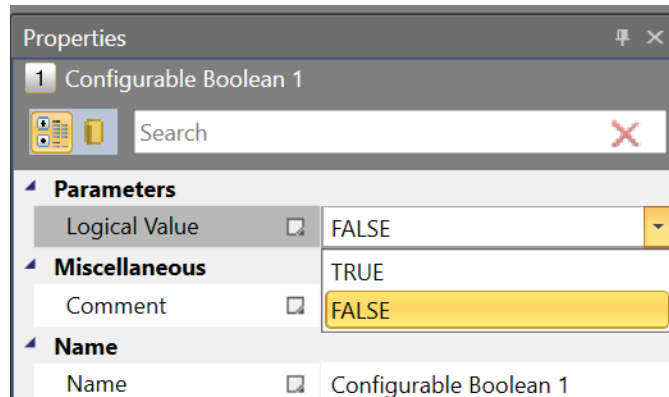 Properties
1 Configurable Boolean 1
Search
Parameters
Logical Value FALSE
Miscellaneous TRUE
Comment FALSE
Name
Name Configurable Boolean 1